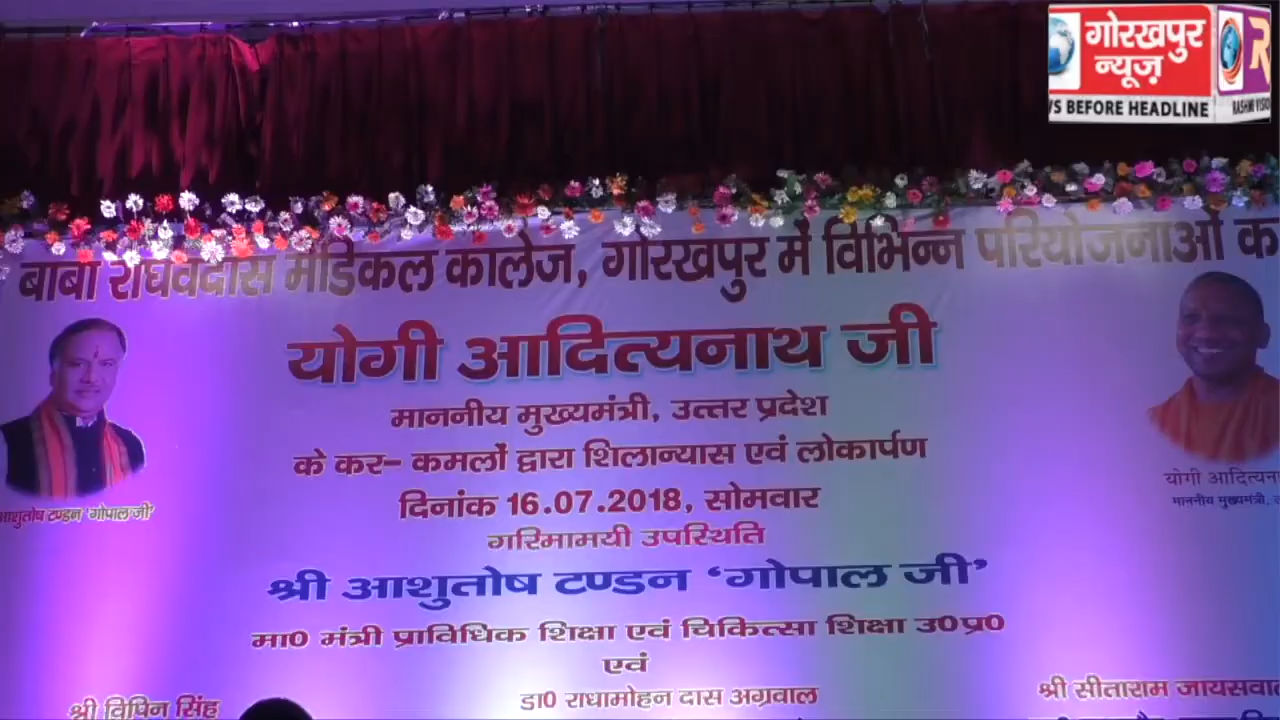 गोरखपुर
न्यूज़
S BEFORE HEADLINE
RASHMI VISION
बाबा राघवदास मेडिकल कालेज, गोरखपुर में विभिन्न परियोजनाओं क
योगी आदित्यनाथ जी
माननीय मुख्यमंत्री, उत्तर प्रदेश
के कर- कमलों द्वारा शिलान्यास एवं लोकार्पण
दिनांक 16.07.2018, सोमवार
गरिमामयी उपस्थिति
श्री आशुतोष टण्डन ‘गोपाल जी’
मा0 मंत्री प्राविधिक शिक्षा एवं चिकित्सा शिक्षा उ0प्र0
एवं
डा0 राधामोहन दास अग्रवाल
आशुतोष टण्डन ‘गोपाल जी’
योगी आदित्यन
माननीय मुख्यमंत्री,
श्री विपिन सिंह
श्री सीताराम जायसवाल